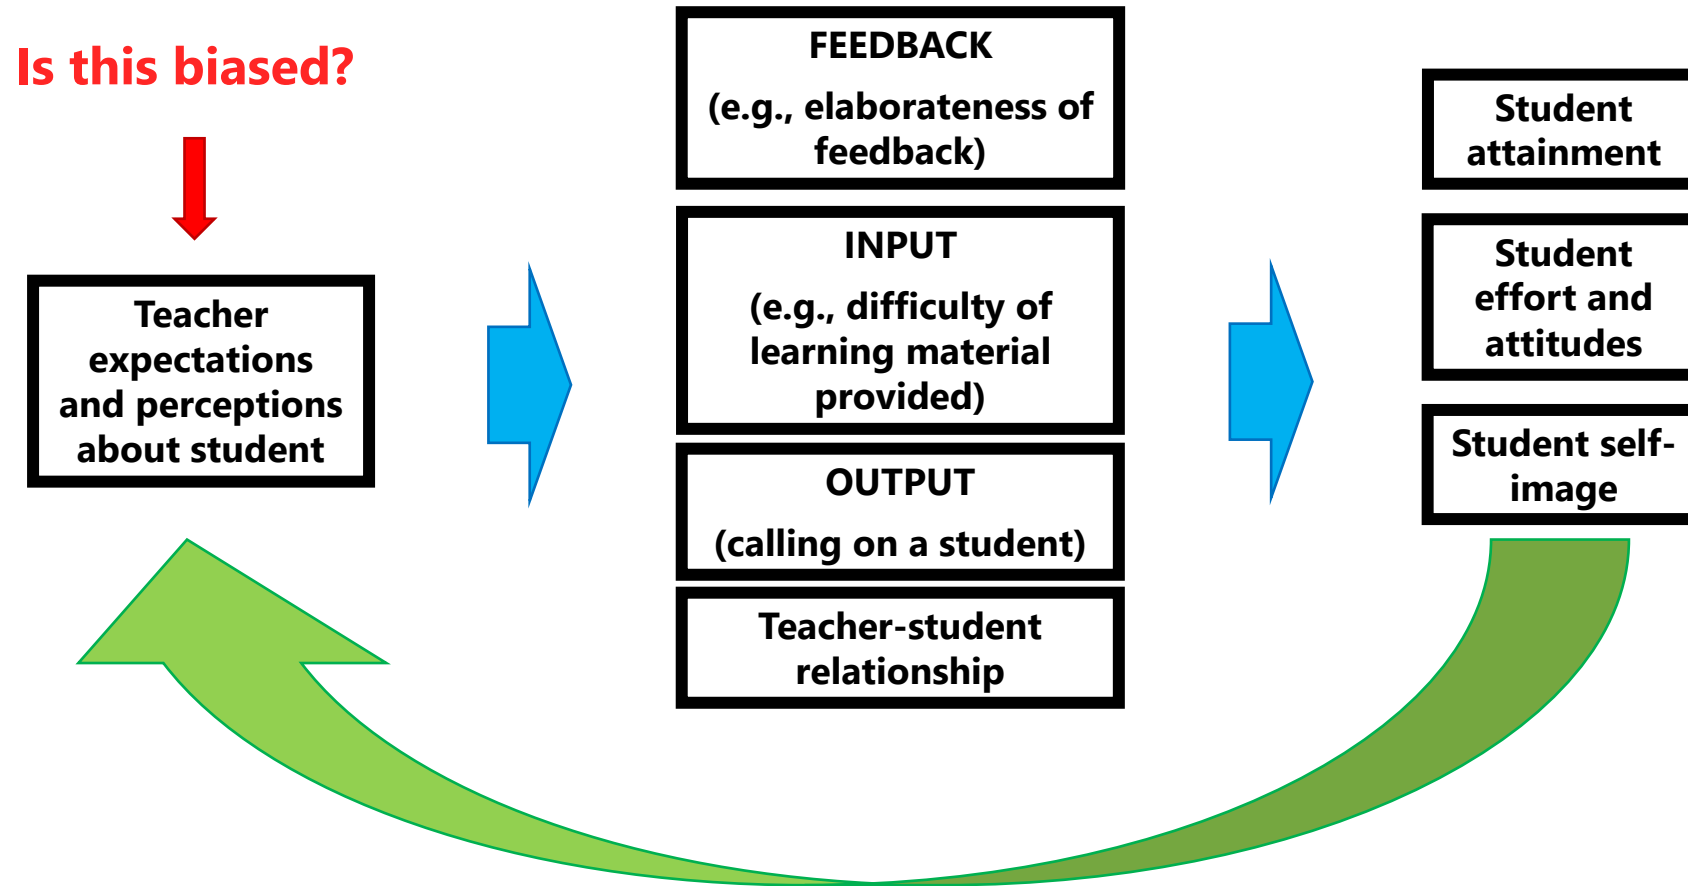 Is this biased?
Teacher
expectations
and perceptions
about student
FEEDBACK
(e.g., elaborateness of
feedback)
INPUT
(e.g., difficulty of
learning material
provided)
OUTPUT
(calling on a student)
Teacher-student
relationship
Student
attainment
Student
effort and
attitudes
Student self-
image